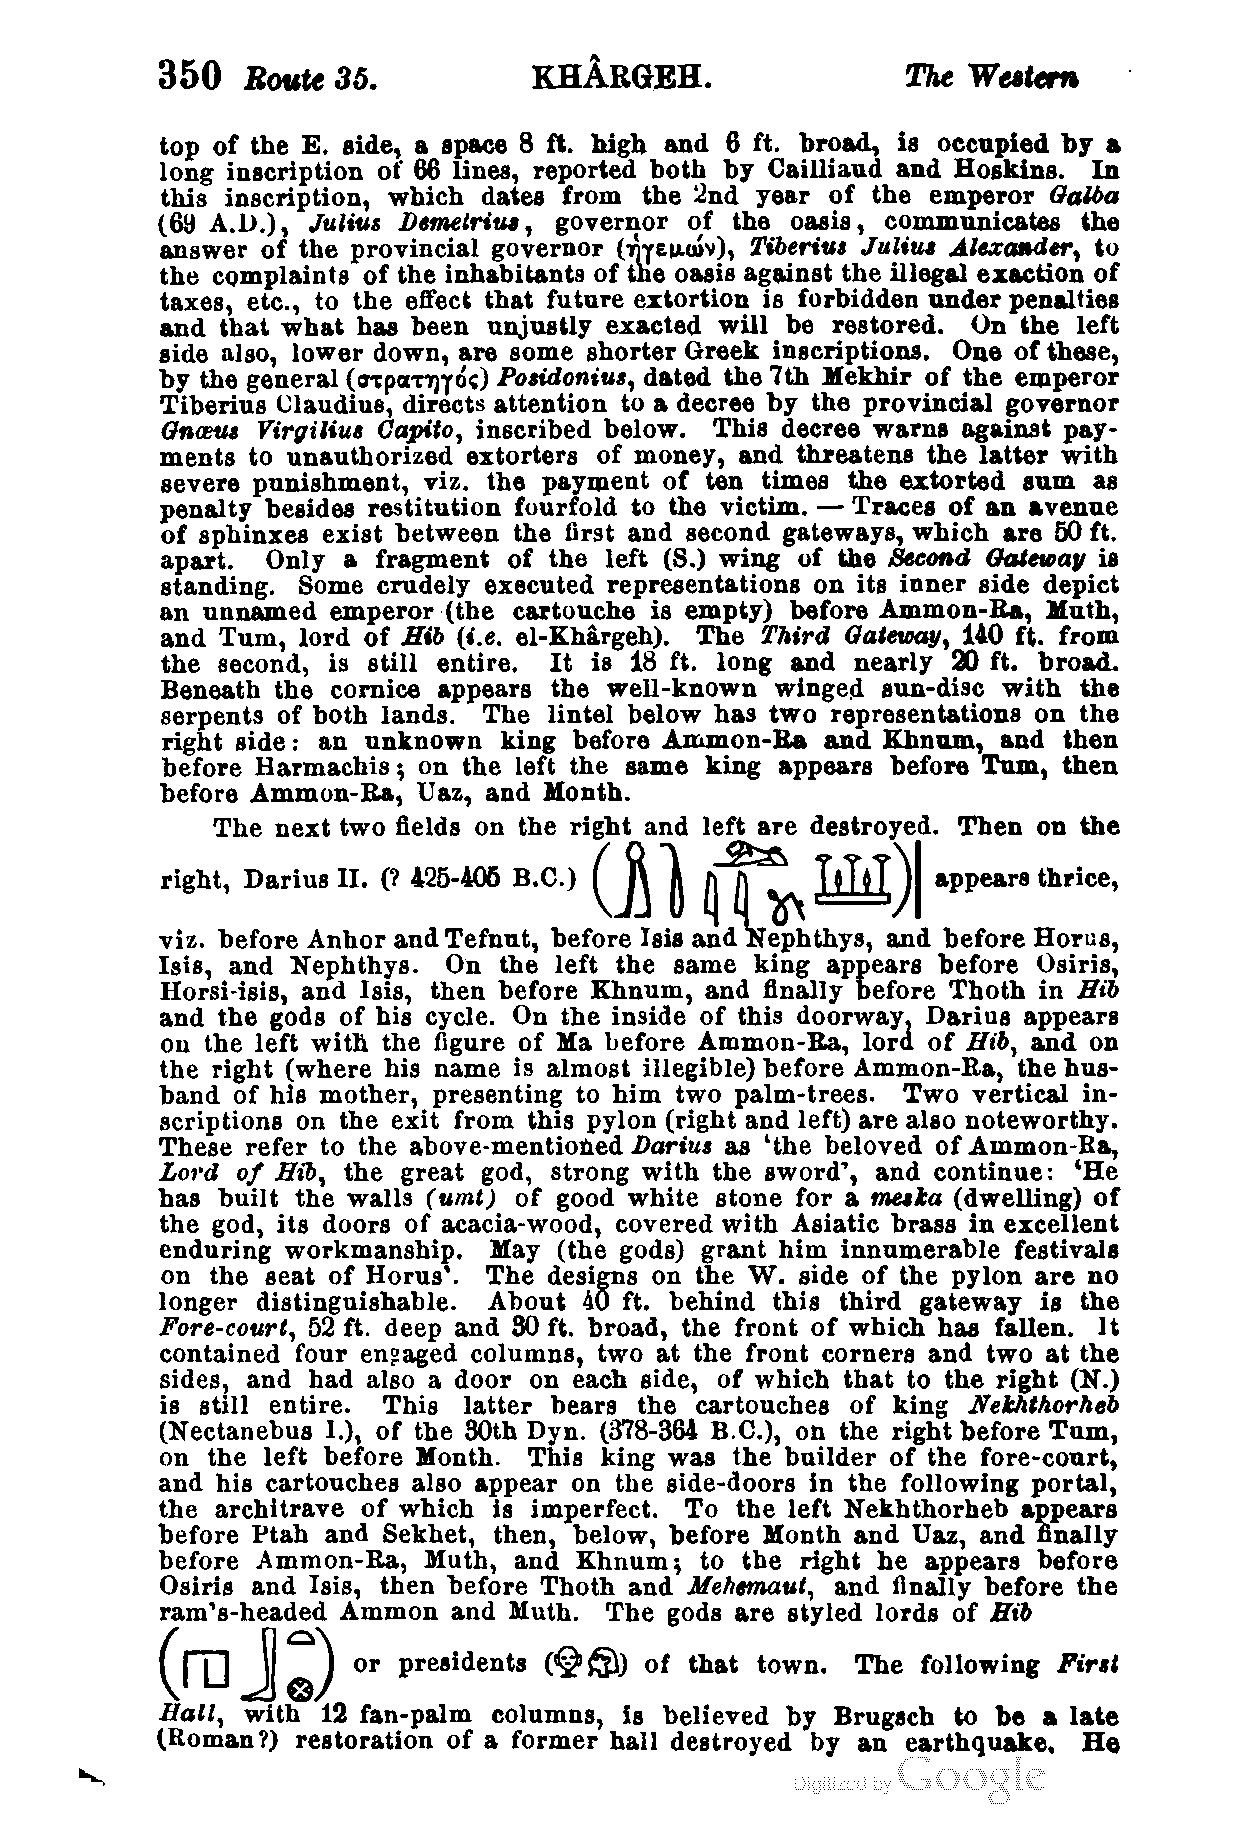 350 Route 35. KHÂRGEH. The Western
top of the E. side, a space 8 ft. high and 6 ft. broad, is occupied by a
long inscription of 66 lines, reported both by Cailliaud and Hoskins. In
this inscription, which dates from the 2nd year of the emperor Galba
(69 A.D.), Julius Demetrius, governor of the oasis, communicates the
answer of the provincial governor (ἡγεμών), Tiberius Julius Alexander, to
the complaints of the inhabitants of the oasis against the illegal exaction of
taxes, etc., to the effect that future extortion is forbidden under penalties
and that what has been unjustly exacted will be restored. On the left
side also, lower down, are some shorter Greek inscriptions. One of these,
by the general (στρατηγός) Posidonius, dated the 7th Mekhir of the emperor
Tiberius Claudius, directs attention to a decree by the provincial governor
Gnæus Virgilius Capito, inscribed below. This decree warns against pay-
ments to unauthorized extorters of money, and threatens the latter with
severe punishment, viz. the payment of ten times the extorted sum as
penalty besides restitution fourfold to the victim. — Traces of an avenue
of sphinxes exist between the first and second gateways, which are 50 ft.
apart. Only a fragment of the left (S.) wing of the Second Gateway is
standing. Some crudely executed representations on its inner side depict
an unnamed emperor (the cartouche is empty) before Ammon-Ra, Muth,
and Tum, lord of Hib (i.e. el-Khârgeh). The Third Gateway, 140 ft. from
the second, is still entire. It is 18 ft. long and nearly 20 ft. broad.
Beneath the cornice appears the well-known winged sun-disc with the
serpents of both lands. The lintel below has two representations on the
right side: an unknown king before Ammon-Ra and Khnum, and then
before Harmachis; on the left the same king appears before Tum, then
before Ammon-Ra, Uaz, and Month.
The next two fields on the right and left are destroyed. Then on the
right, Darius II. (? 425-405 B.C.) appears thrice,
viz. before Anhor and Tefnut, before Isis and Nephthys, and before Horus,
Isis, and Nephthys. On the left the same king appears before Osiris,
Horsi-isis, and Isis, then before Khnum, and finally before Thoth in Hib
and the gods of his cycle. On the inside of this doorway, Darius appears
on the left with the figure of Ma before Ammon-Ra, lord of Hib, and on
the right (where his name is almost illegible) before Ammon-Ra, the hus-
band of his mother, presenting to him two palm-trees. Two vertical in-
scriptions on the exit from this pylon (right and left) are also noteworthy.
These refer to the above-mentioned Darius as 'the beloved of Ammon-Ra,
Lord of Hib, the great god, strong with the sword', and continue: 'He
has built the walls (umt) of good white stone for a meska (dwelling) of
the god, its doors of acacia-wood, covered with Asiatic brass in excellent
enduring workmanship. May (the gods) grant him innumerable festivals
on the seat of Horus'. The designs on the W. side of the pylon are no
longer distinguishable. About 40 ft. behind this third gateway is the
Fore-court, 52 ft. deep and 30 ft. broad, the front of which has fallen. It
contained four engaged columns, two at the front corners and two at the
sides, and had also a door on each side, of which that to the right (N.)
is still entire. This latter bears the cartouches of king Nekhthorheb
(Nectanebus I.), of the 30th Dyn. (378-364 B.C.), on the right before Tum,
on the left before Month. This king was the builder of the fore-court,
and his cartouches also appear on the side-doors in the following portal,
the architrave of which is imperfect. To the left Nekhthorheb appears
before Ptah and Sekhet, then, below, before Month and Uaz, and finally
before Ammon-Ra, Muth, and Khnum; to the right he appears before
Osiris and Isis, then before Thoth and Mehemaut, and finally before the
ram's-headed Ammon and Muth. The gods are styled lords of Hib
or presidents of that town. The following First
Hall, with 12 fan-palm columns, is believed by Brugsch to be a late
(Roman?) restoration of a former hall destroyed by an earthquake. He
Digitized by Google